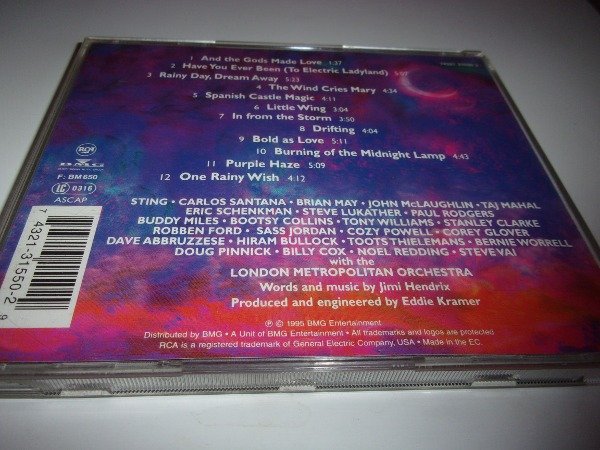 1 And the Gods Made Love 1:37
2 Have You Ever Been (To Electric Ladyland) 5:07
3 Rainy Day, Dream Away 5:23
4 The Wind Cries Mary 4:34
5 Spanish Castle Magic 4:11
6 Little Wing 3:04
7 In from the Storm 3:50
8 Drifting 4:04
9 Bold as Love 5:11
10 Burning of the Midnight Lamp 4:43
11 Purple Haze 3:05
12 One Rainy Wish 4:12
RCA
BMG
F: BM 650
LC 0316
ASCAP
STING • CARLOS SANTANA • BRIAN MAY • JOHN McLAUGHLIN • TAJ MAHAL
ERIC SCHENKMAN • STEVE LUKATHER • PAUL RODGERS
BUDDY MILES • BOOTSY COLLINS • TONY WILLIAMS • STANLEY CLARKE
ROBBEN FORD • SASS JORDAN • COZY POWELL • COREY GLOVER
DAVE ABBRUZZESE • HIRAM BULLOCK • TOOTS THIELEMANS • BERNIE WORRELL
DOUG PINNICK • BILLY COX • NOEL REDDING • STEVE VAI
with the
LONDON METROPOLITAN ORCHESTRA
Words and music by Jimi Hendrix
Produced and engineered by Eddie Kramer
7 4321-31550-2 9
℗ © 1995 BMG Entertainment
Distributed by BMG • A Unit of BMG Entertainment • All trademarks and logos are protected
RCA is a registered trademark of General Electric Company, USA • Made in the EC.